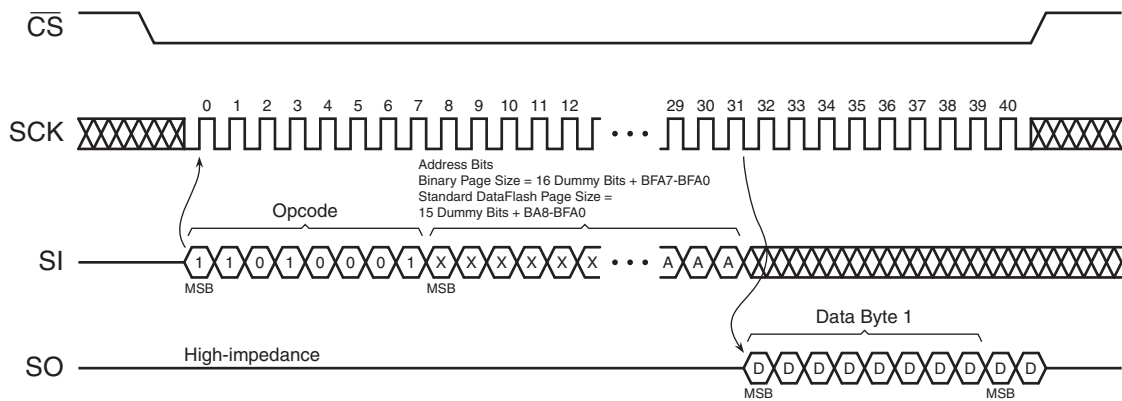 CS
0 1 2 3 4 5 6 7 8 9 10 11 12 29 30 31 32 33 34 35 36 37 38 39 40
SCK
Address Bits
Binary Page Size = 16 Dummy Bits + BFA7-BFA0
Standard DataFlash Page Size =
15 Dummy Bits + BA8-BFA0
Opcode
SI 1 1 0 1 0 0 0 1 X X X X X X A A A
MSB MSB
Data Byte 1
High-impedance
SO D D D D D D D D D D
MSB MSB